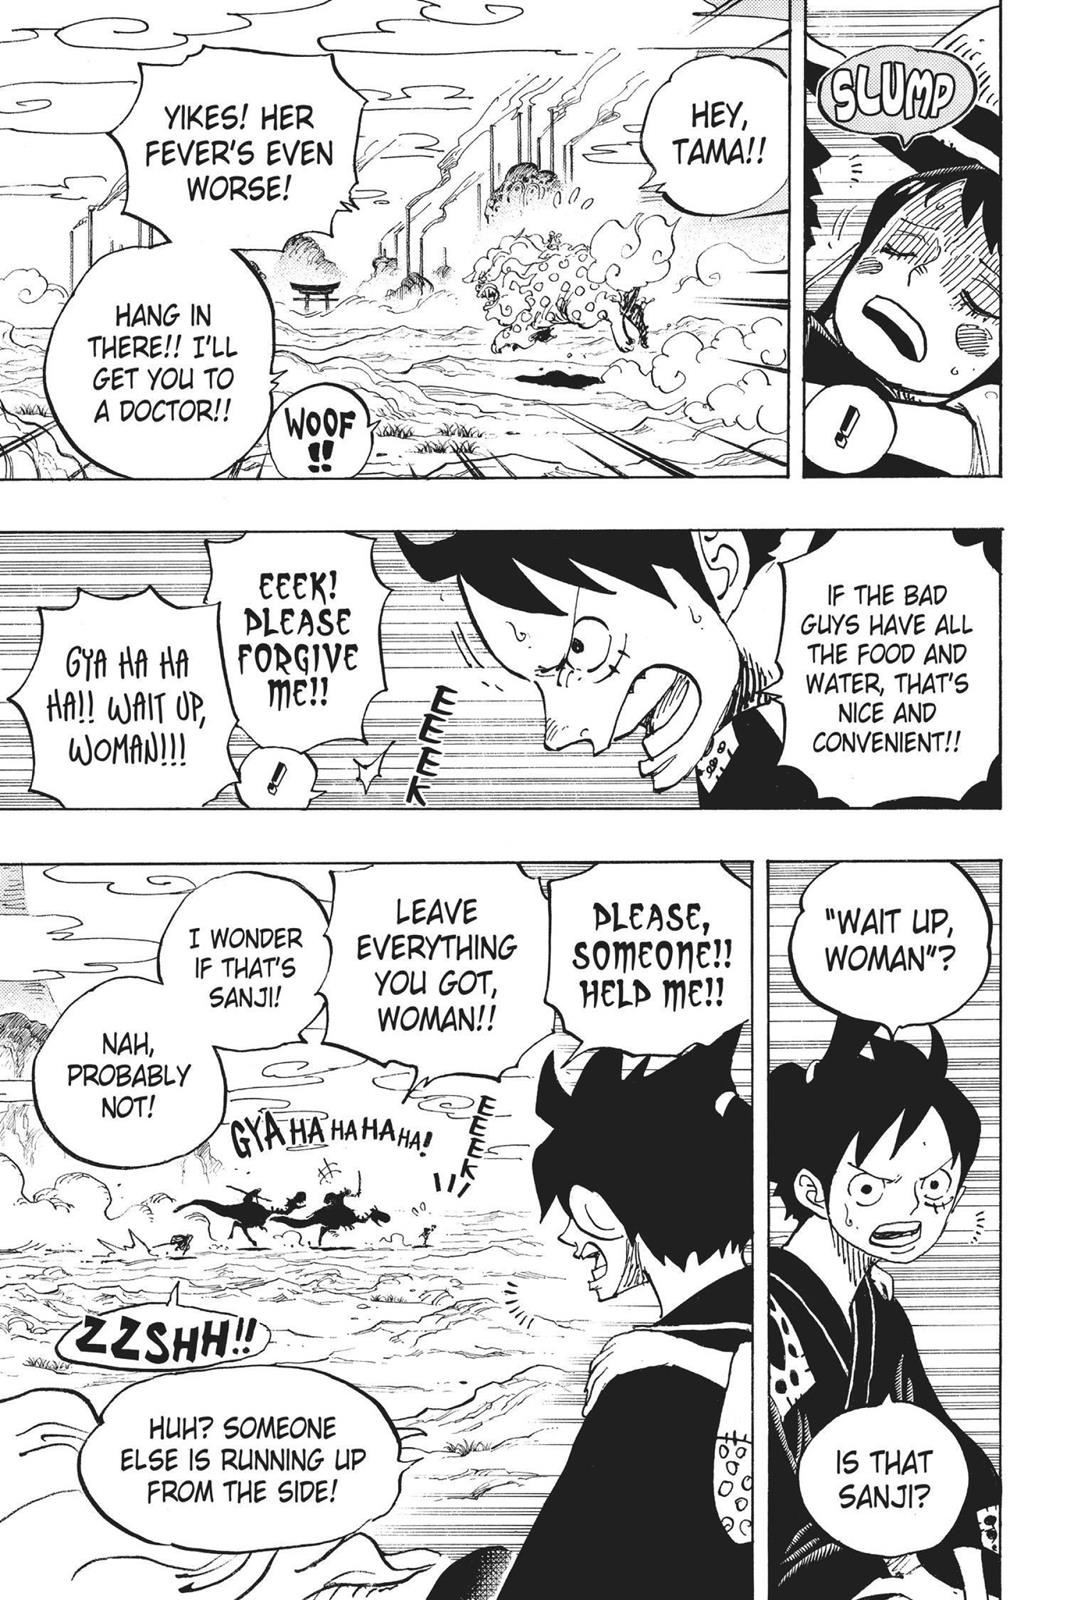 SLUMP
!
HEY,
TAMA!!
YIKES! HER
FEVER'S EVEN
WORSE!
HANG IN
THERE!! I'LL
GET YOU TO
A DOCTOR!!
WOOF
!!
IF THE BAD
GUYS HAVE ALL
THE FOOD AND
WATER, THAT'S
NICE AND
CONVENIENT!!
EEEEK
EEEK!
PLEASE
FORGIVE
ME!!
!
GYA HA HA
HA!! WAIT UP,
WOMAN!!!
"WAIT UP,
WOMAN"?
IS THAT
SANJI?
PLEASE,
SOMEONE!!
HELP ME!!
LEAVE
EVERYTHING
YOU GOT,
WOMAN!!
I WONDER
IF THAT'S
SANJI!
NAH,
PROBABLY
NOT!
EEEEK!
GYA HA HA HA HA!
ZZSHH!!
HUH? SOMEONE
ELSE IS RUNNING UP
FROM THE SIDE!